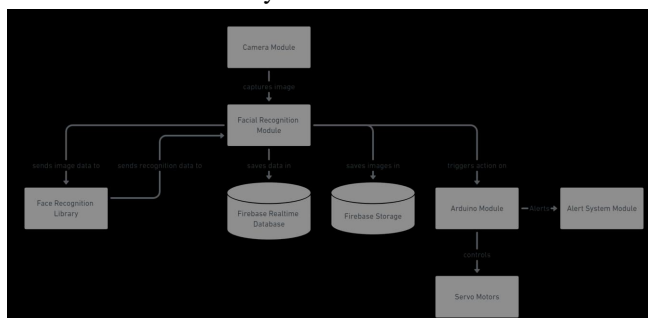 Camera Module
captures image
Facial Recognition
Module
sends image data to
sends recognition data to
saves data in
saves images in
triggers action on
Face Recognition
Library
Firebase Realtime
Database
Firebase Storage
Arduino Module
Alerts
Alert System Module
controls
Servo Motors